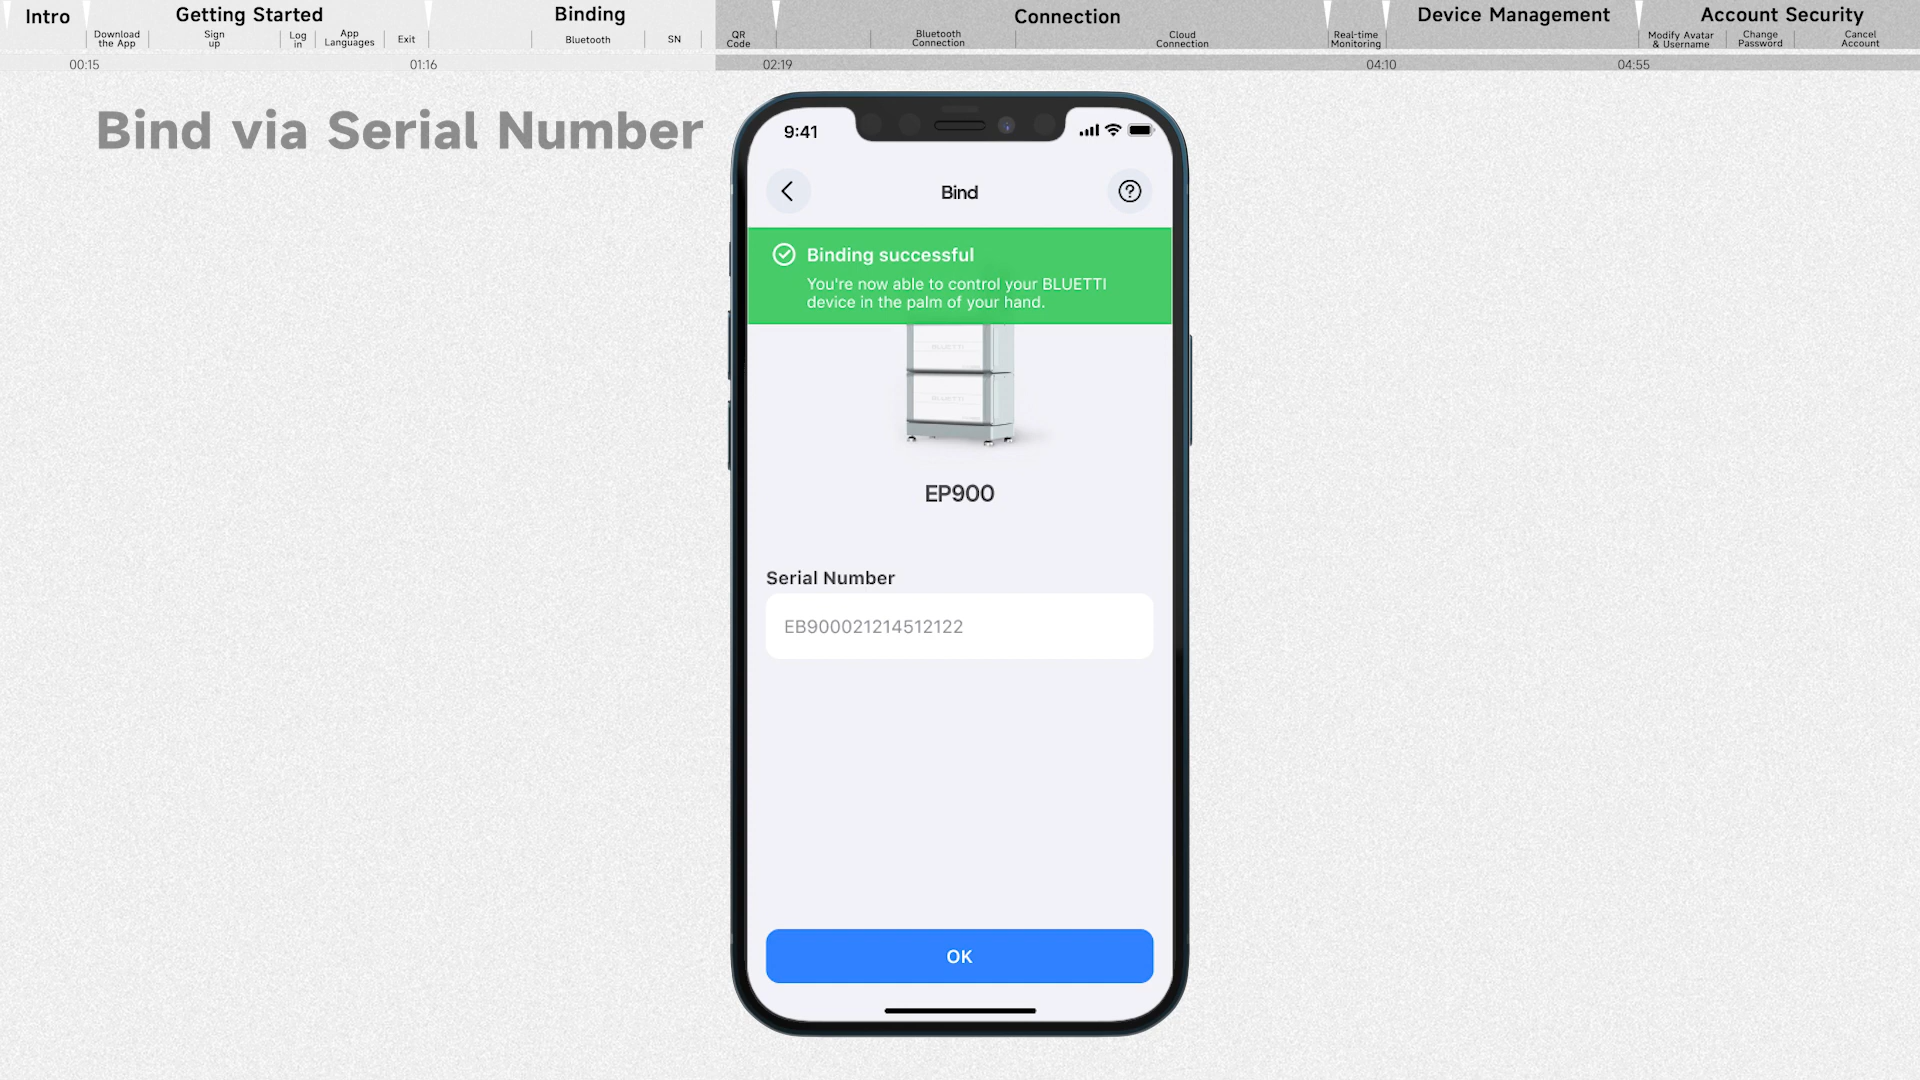 Intro
Getting Started
Binding
Connection
Device Management
Account Security
Download
the App
Sign
up
Log
in
App
Languages
Exit
Bluetooth
SN
QR
Code
Bluetooth
Connection
Cloud
Connection
Real-time
Monitoring
Modify Avatar
& Username
Change
Password
Cancel
Account
00:15
01:16
02:19
04:10
04:55
Bind via Serial Number
9:41
Bind
Binding successful
You're now able to control your BLUETTI
device in the palm of your hand.
BLUETTI
BLUETTI
EP900
Serial Number
EB900021214512122
OK